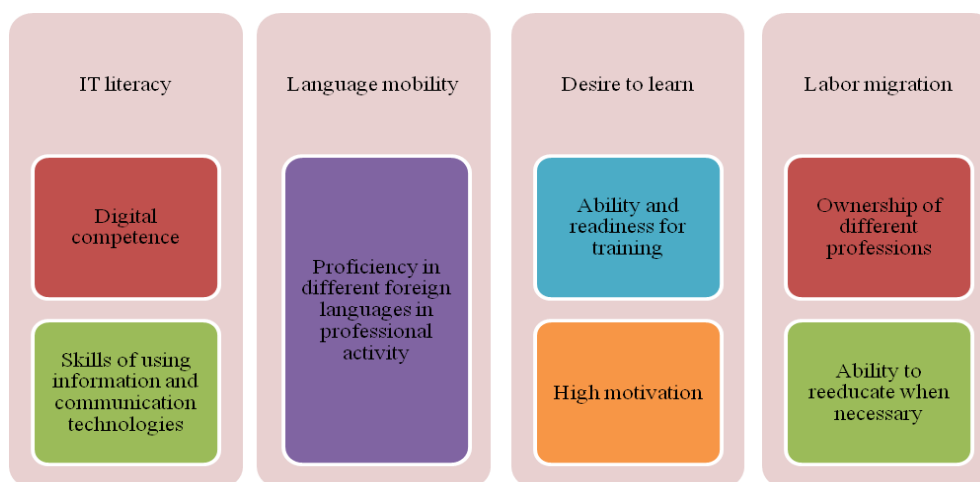 IT literacy
Digital
competence
Skills of using
information and
communication
technologies
Language mobility
Proficiency in
different foreign
languages in
professional
activity
Desire to learn
Ability and
readiness for
training
High motivation
Labor migration
Ownership of
different
professions
Ability to
reeducate when
necessary